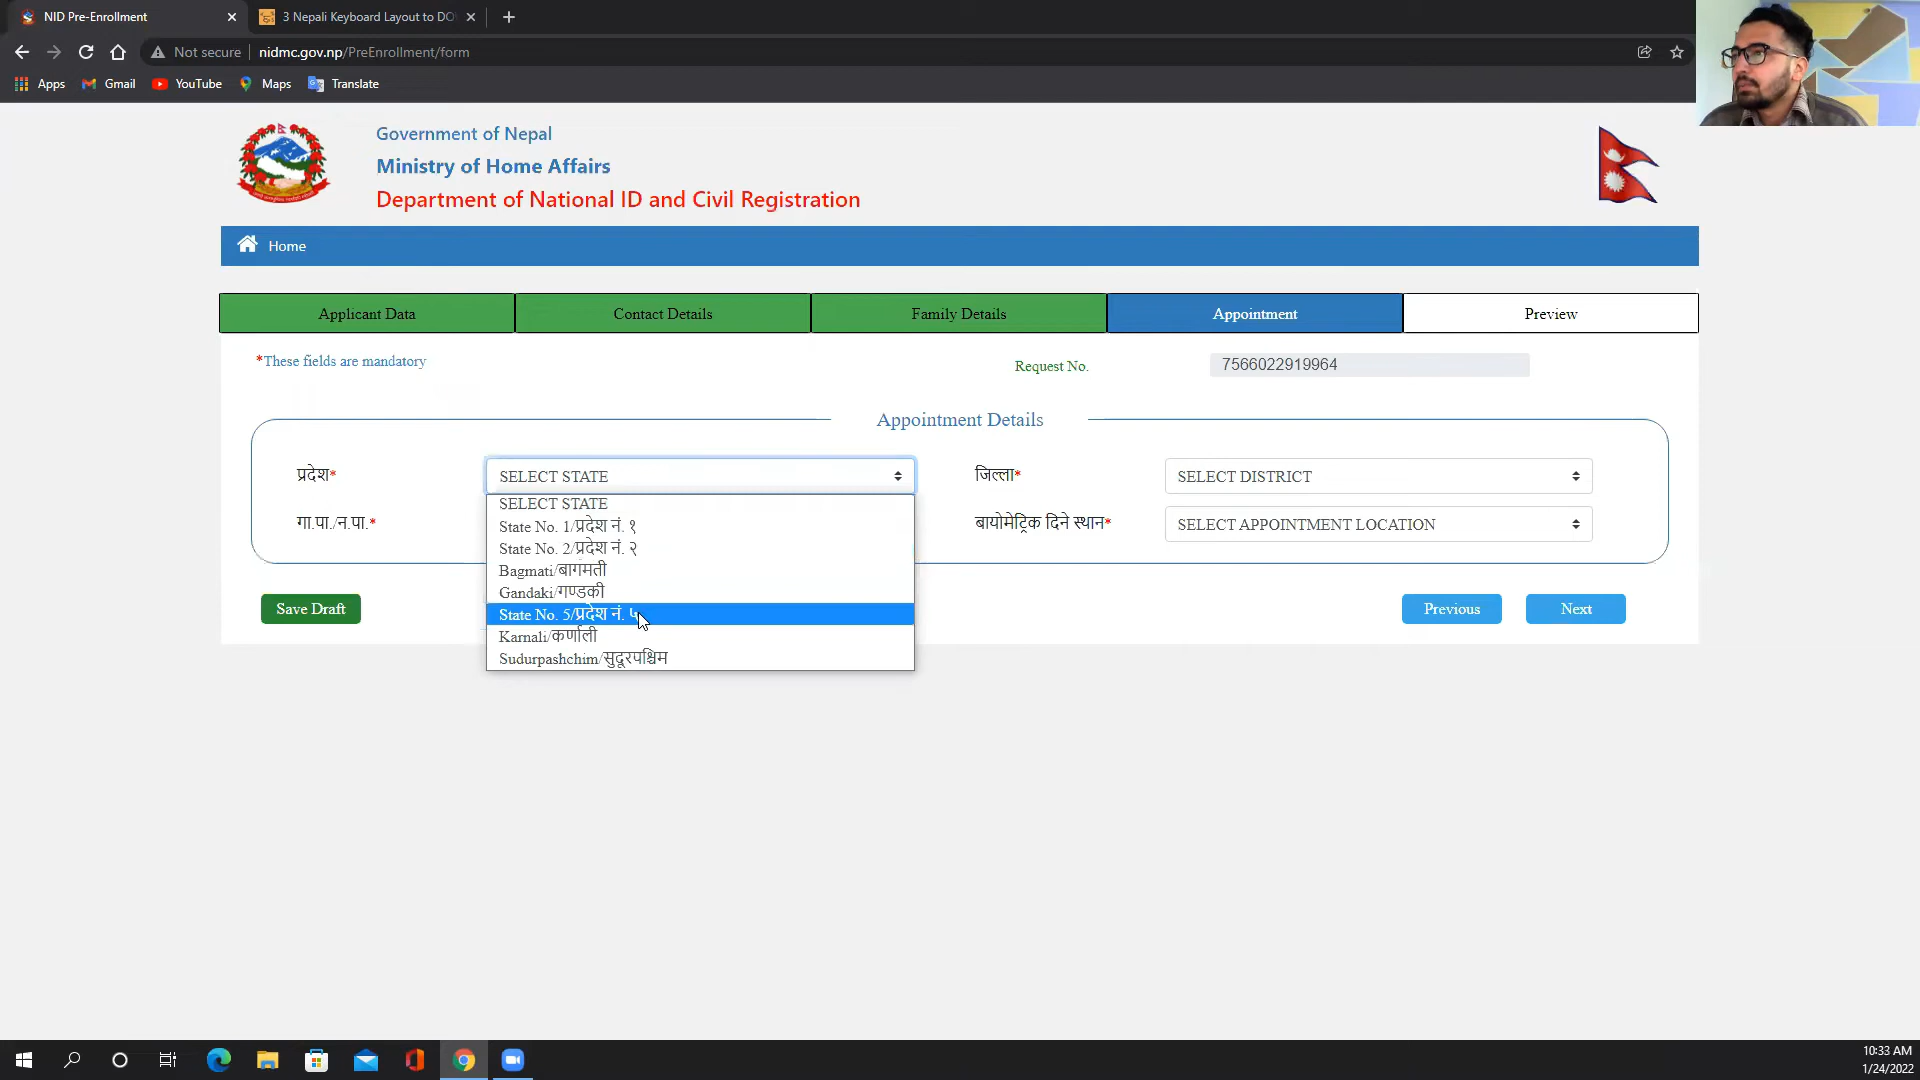 NID Pre-Enrollment
3 Nepali Keyboard Layout to DO
Not secure
nidmc.gov.np/PreEnrollment/form
Apps
Gmail
YouTube
Maps
Translate
Government of Nepal
Ministry of Home Affairs
Department of National ID and Civil Registration
Home
Applicant Data
Contact Details
Family Details
Appointment
Preview
*These fields are mandatory
Request No.
7566022919964
Appointment Details
प्रदेश*
SELECT STATE
जिल्ला*
SELECT DISTRICT
गा.पा./न.पा.*
बायोमेट्रिक दिने स्थान*
SELECT APPOINTMENT LOCATION
SELECT STATE
State No. 1/प्रदेश नं. १
State No. 2/प्रदेश नं. २
Bagmati/बागमती
Gandaki/गण्डकी
State No. 5/प्रदेश नं. ५
Karnali/कर्णाली
Sudurpashchim/सुदूरपश्चिम
Save Draft
Previous
Next
10:33 AM
1/24/2022